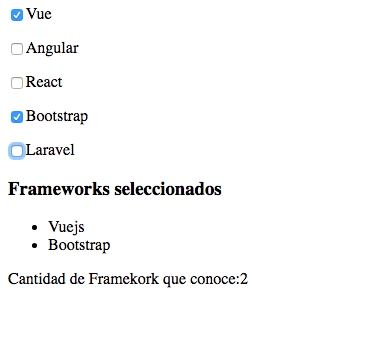 Vue
Angular
React
Bootstrap
Laravel
Frameworks seleccionados
Vuejs
Bootstrap
Cantidad de Framekork que conoce:2